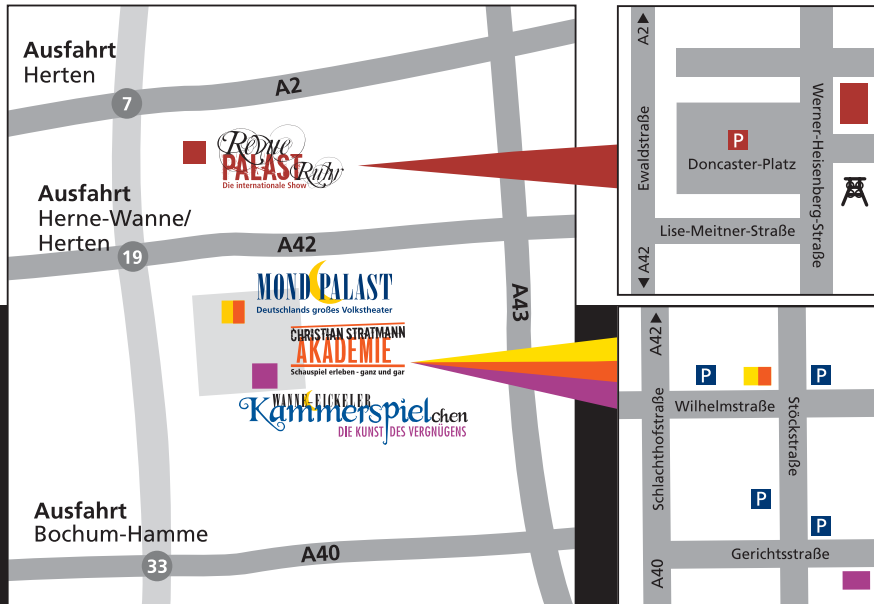 Ausfahrt
Herten
7
A2
Revue
PALAST
Ruhr
Die internationale Show
Ausfahrt
Herne-Wanne/
Herten
19
A42
A43
MOND PALAST
Deutschlands großes Volkstheater
CHRISTIAN STRATMANN
AKADEMIE
Schauspiel erleben - ganz und gar
WANNE-EICKELER
Kammerspielchen
DIE KUNST DES VERGNÜGENS
Ausfahrt
Bochum-Hamme
33
A40
A2
Ewaldstraße
A42
P
Doncaster-Platz
Werner-Heisenberg-Straße
Lise-Meitner-Straße
A42
Schlachthofstraße
A40
P
P
Wilhelmstraße
Stöckstraße
P
P
Gerichtsstraße